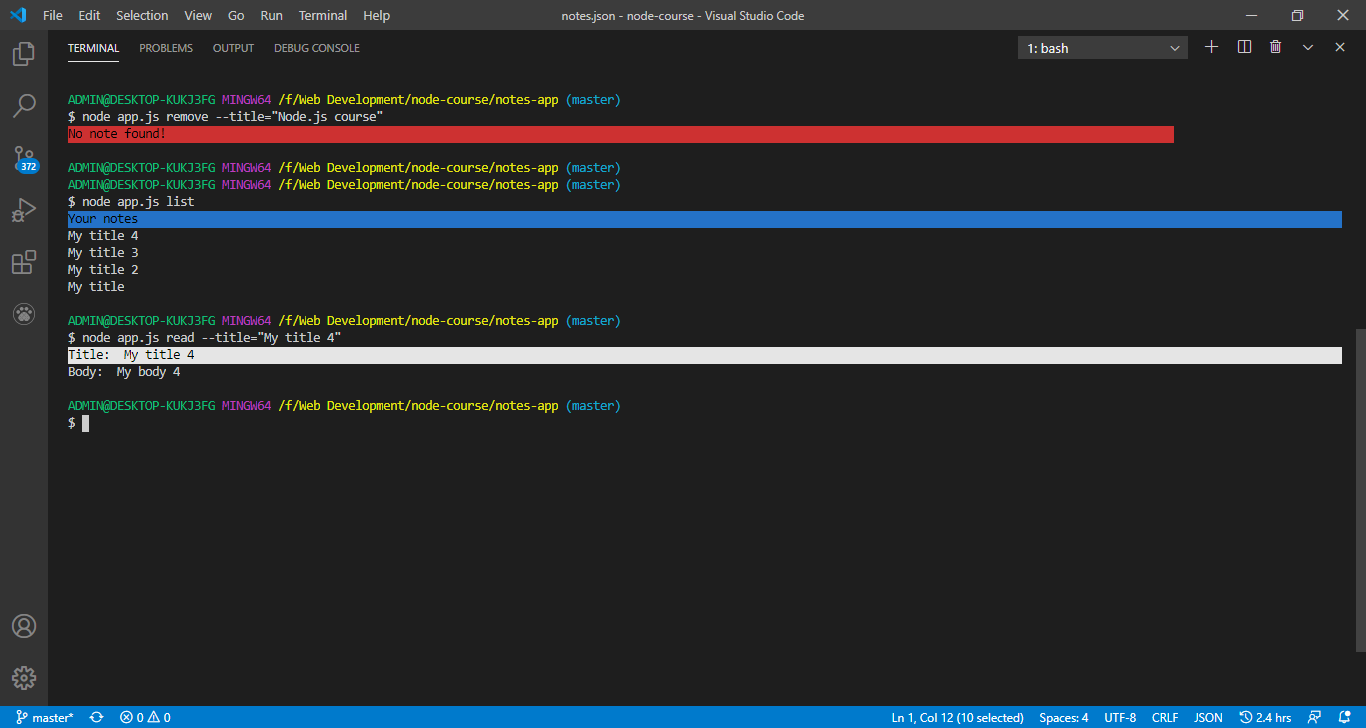 File Edit Selection View Go Run Terminal Help notes.json - node-course - Visual Studio Code
TERMINAL PROBLEMS OUTPUT DEBUG CONSOLE 1: bash
ADMIN@DESKTOP-KUKJ3FG MINGW64 /f/Web Development/node-course/notes-app (master)
$ node app.js remove --title="Node.js course"
No note found!
ADMIN@DESKTOP-KUKJ3FG MINGW64 /f/Web Development/node-course/notes-app (master)
ADMIN@DESKTOP-KUKJ3FG MINGW64 /f/Web Development/node-course/notes-app (master)
$ node app.js list
Your notes
My title 4
My title 3
My title 2
My title
ADMIN@DESKTOP-KUKJ3FG MINGW64 /f/Web Development/node-course/notes-app (master)
$ node app.js read --title="My title 4"
Title:  My title 4
Body:  My body 4
ADMIN@DESKTOP-KUKJ3FG MINGW64 /f/Web Development/node-course/notes-app (master)
$
372
master* 0 0 Ln 1, Col 12 (10 selected) Spaces: 4 UTF-8 CRLF JSON 2.4 hrs